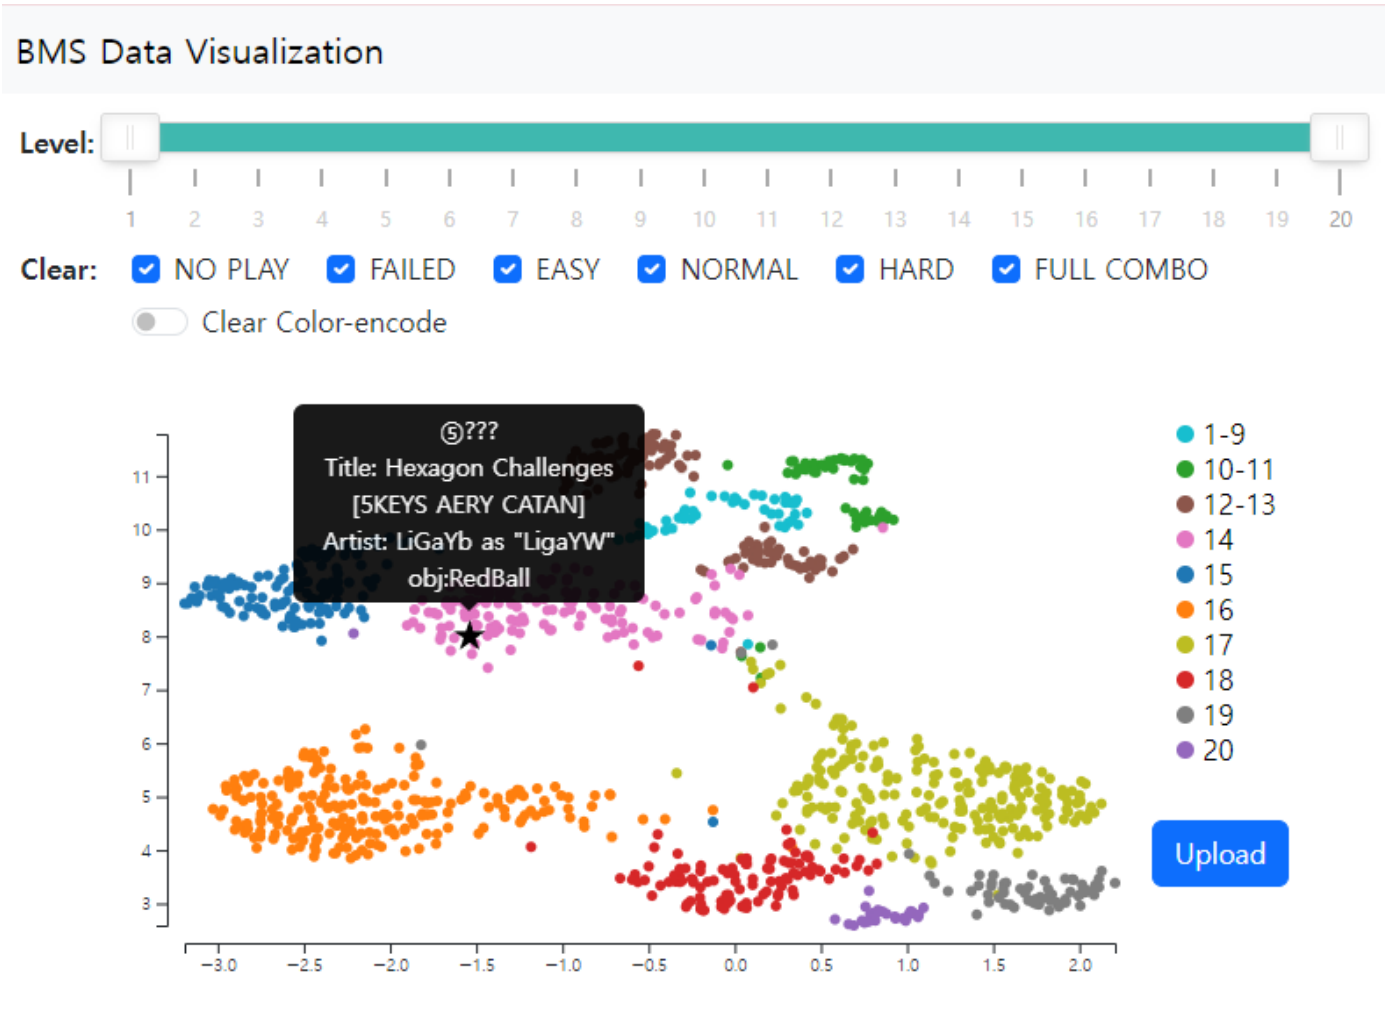 BMS Data Visualization
Level:
1 2 3 4 5 6 7 8 9 10 11 12 13 14 15 16 17 18 19 20
Clear: NO PLAY FAILED EASY NORMAL HARD FULL COMBO
Clear Color-encode
⑤???
Title: Hexagon Challenges
[5KEYS AERY CATAN]
Artist: LiGaYb as "LigaYW"
obj:RedBall
11
10
9
8
7
6
5
4
3
−3.0 −2.5 −2.0 −1.5 −1.0 −0.5 0.0 0.5 1.0 1.5 2.0
1-9
10-11
12-13
14
15
16
17
18
19
20
Upload